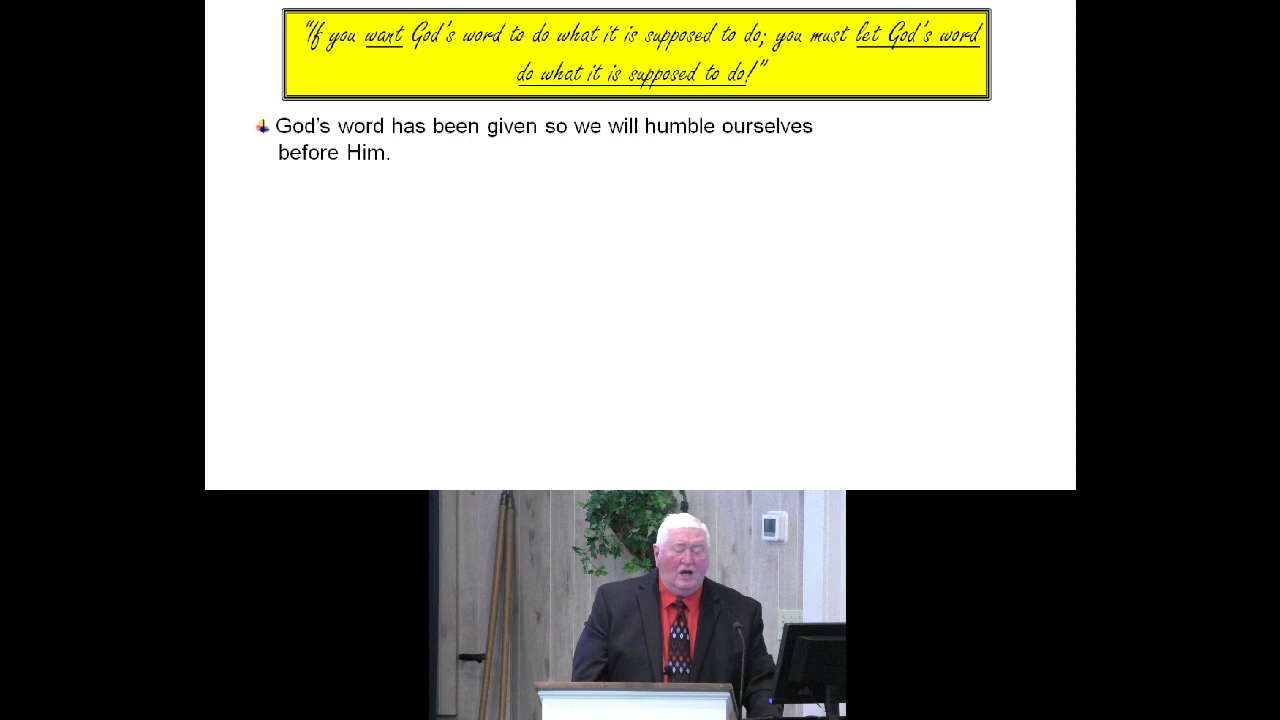 “If you want God’s word to do what it is supposed to do; you must let God’s word
do what it is supposed to do!”
God’s word has been given so we will humble ourselves
before Him.